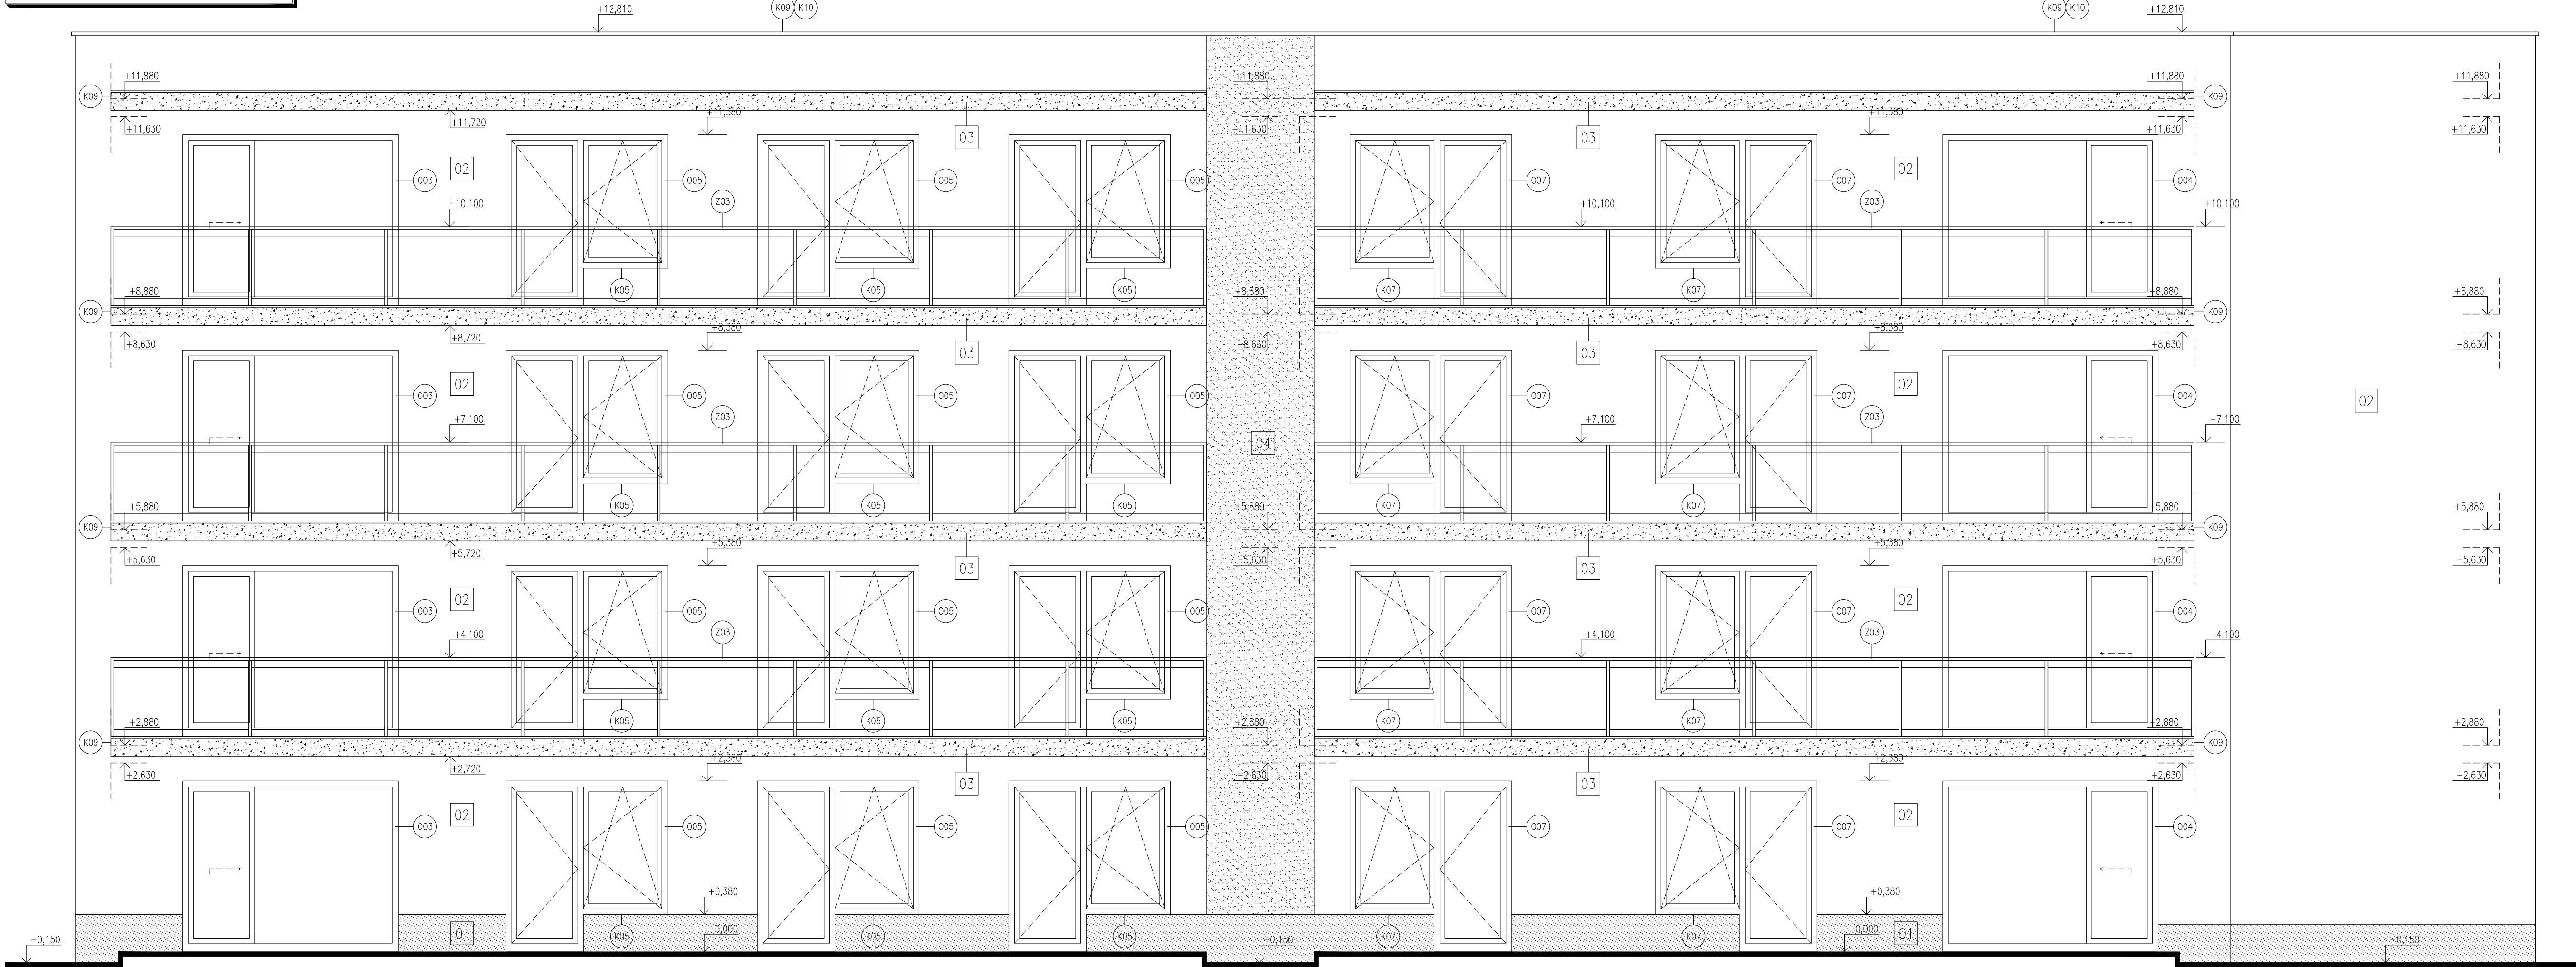 +12,810 K09 K10 K09 K10 +12,810
+11,880 +11,880 +11,880 +11,880
K09 K09
+11,630 +11,720 +11,380 03 +11,630 03 +11,380 +11,630 +11,630
02 02
003 005 005 005 007 007 004
+10,100 Z03 +10,100 Z03 +10,100
+8,880 K05 K05 K05 +8,880 K07 K07 +8,880 +8,880
K09 K09
+8,630 +8,720 +8,380 03 +8,630 03 +8,380 +8,630 +8,630
02 02
003 005 005 005 007 007 004 02
+7,100 Z03 04 +7,100 Z03 +7,100
+5,880 K05 K05 K05 +5,880 K07 K07 +5,880 +5,880
K09 K09
+5,630 +5,720 +5,380 03 +5,630 03 +5,380 +5,630 +5,630
02 02
003 005 005 005 007 007 004
+4,100 Z03 +4,100 Z03 +4,100
+2,880 K05 K05 K05 +2,880 K07 K07 +2,880 +2,880
K09 K09
+2,630 +2,720 +2,380 03 +2,630 03 +2,380 +2,630 +2,630
02 02
003 005 005 005 007 007 004
+0,380 +0,380
-0,150 01 K05 0,000 K05 K05 -0,150 K07 K07 0,000 01 -0,150